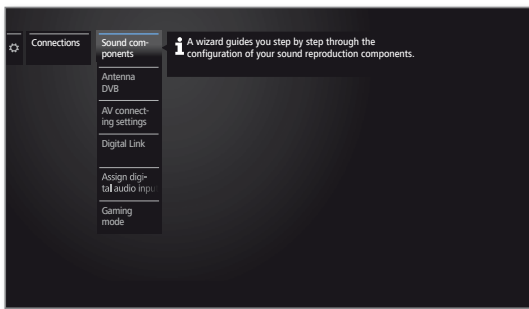 Connections
Sound com-
ponents
A wizard guides you step by step through the
configuration of your sound reproduction components.
Antenna
DVB
AV connect-
ing settings
Digital Link
Assign digi-
tal audio inpu
Gaming
mode